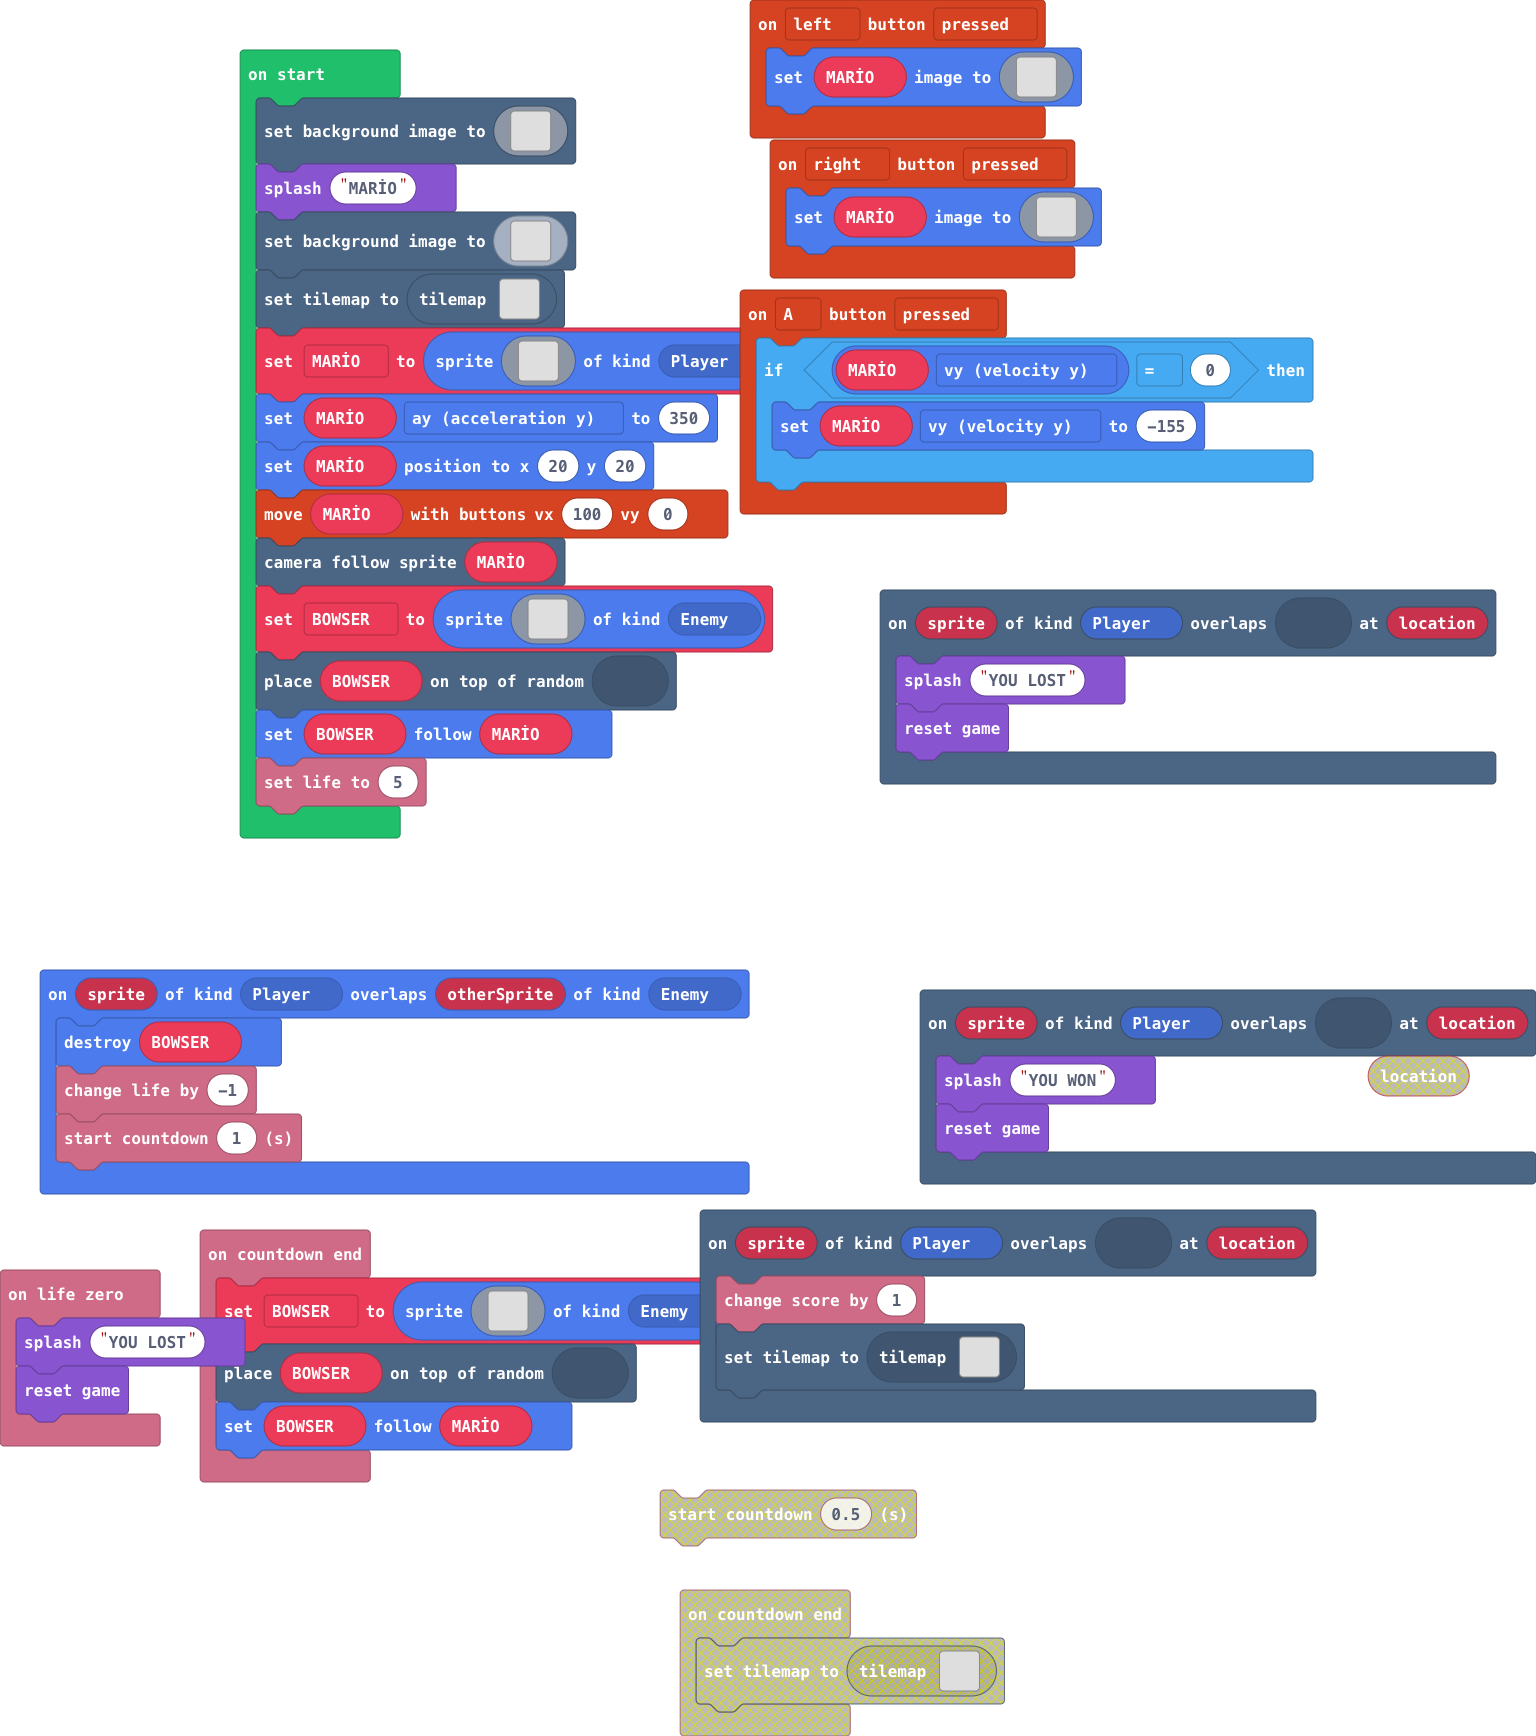 on start
set background image to
splash "MARİO"
set background image to
set tilemap to tilemap
set MARİO to sprite of kind Player
set MARİO ay (acceleration y) to 350
set MARİO position to x 20 y 20
move MARİO with buttons vx 100 vy 0
camera follow sprite MARİO
set BOWSER to sprite of kind Enemy
place BOWSER on top of random
set BOWSER follow MARİO
set life to 5
on left button pressed
set MARİO image to
on right button pressed
set MARİO image to
on A button pressed
if MARİO vy (velocity y) = 0 then
set MARİO vy (velocity y) to −155
on sprite of kind Player overlaps at location
splash "YOU LOST"
reset game
on sprite of kind Player overlaps otherSprite of kind Enemy
destroy BOWSER
change life by −1
start countdown 1 (s)
on sprite of kind Player overlaps at location
splash "YOU WON"
location
reset game
on life zero
splash "YOU LOST"
reset game
on countdown end
set BOWSER to sprite of kind Enemy
place BOWSER on top of random
set BOWSER follow MARİO
on sprite of kind Player overlaps at location
change score by 1
set tilemap to tilemap
start countdown 0.5 (s)
on countdown end
set tilemap to tilemap